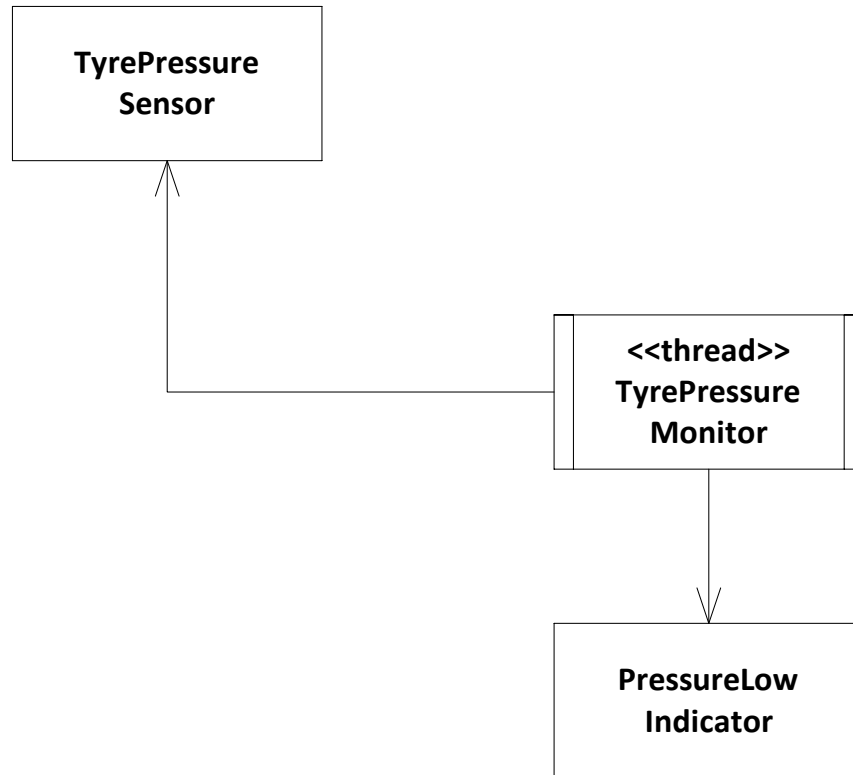 TyrePressure
Sensor
<<thread>>
TyrePressure
Monitor
PressureLow
Indicator